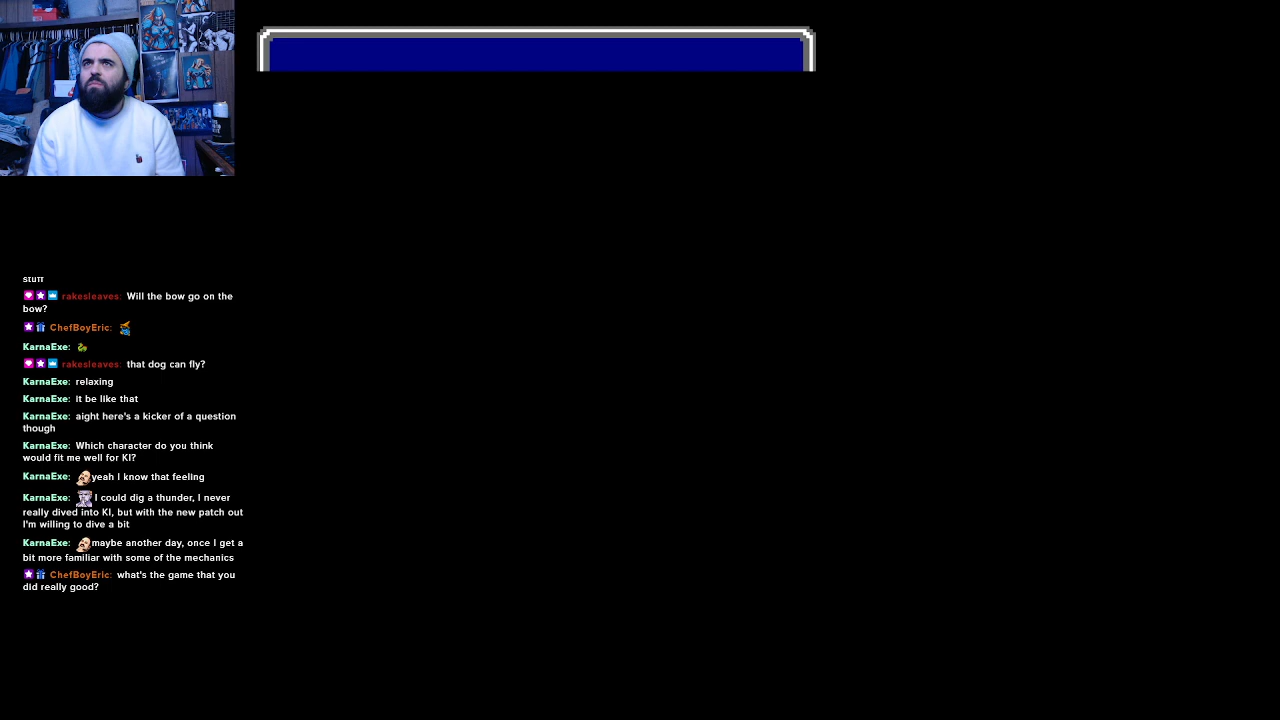 stuff
rakesleaves: Will the bow go on the
bow?
ChefBoyEric:
KarnaExe:
rakesleaves: that dog can fly?
KarnaExe: relaxing
KarnaExe: it be like that
KarnaExe: aight here's a kicker of a question
though
KarnaExe: Which character do you think
would fit me well for KI?
KarnaExe: yeah I know that feeling
KarnaExe: I could dig a thunder, I never
really dived into KI, but with the new patch out
I'm willing to dive a bit
KarnaExe: maybe another day, once I get a
bit more familiar with some of the mechanics
ChefBoyEric: what's the game that you
did really good?